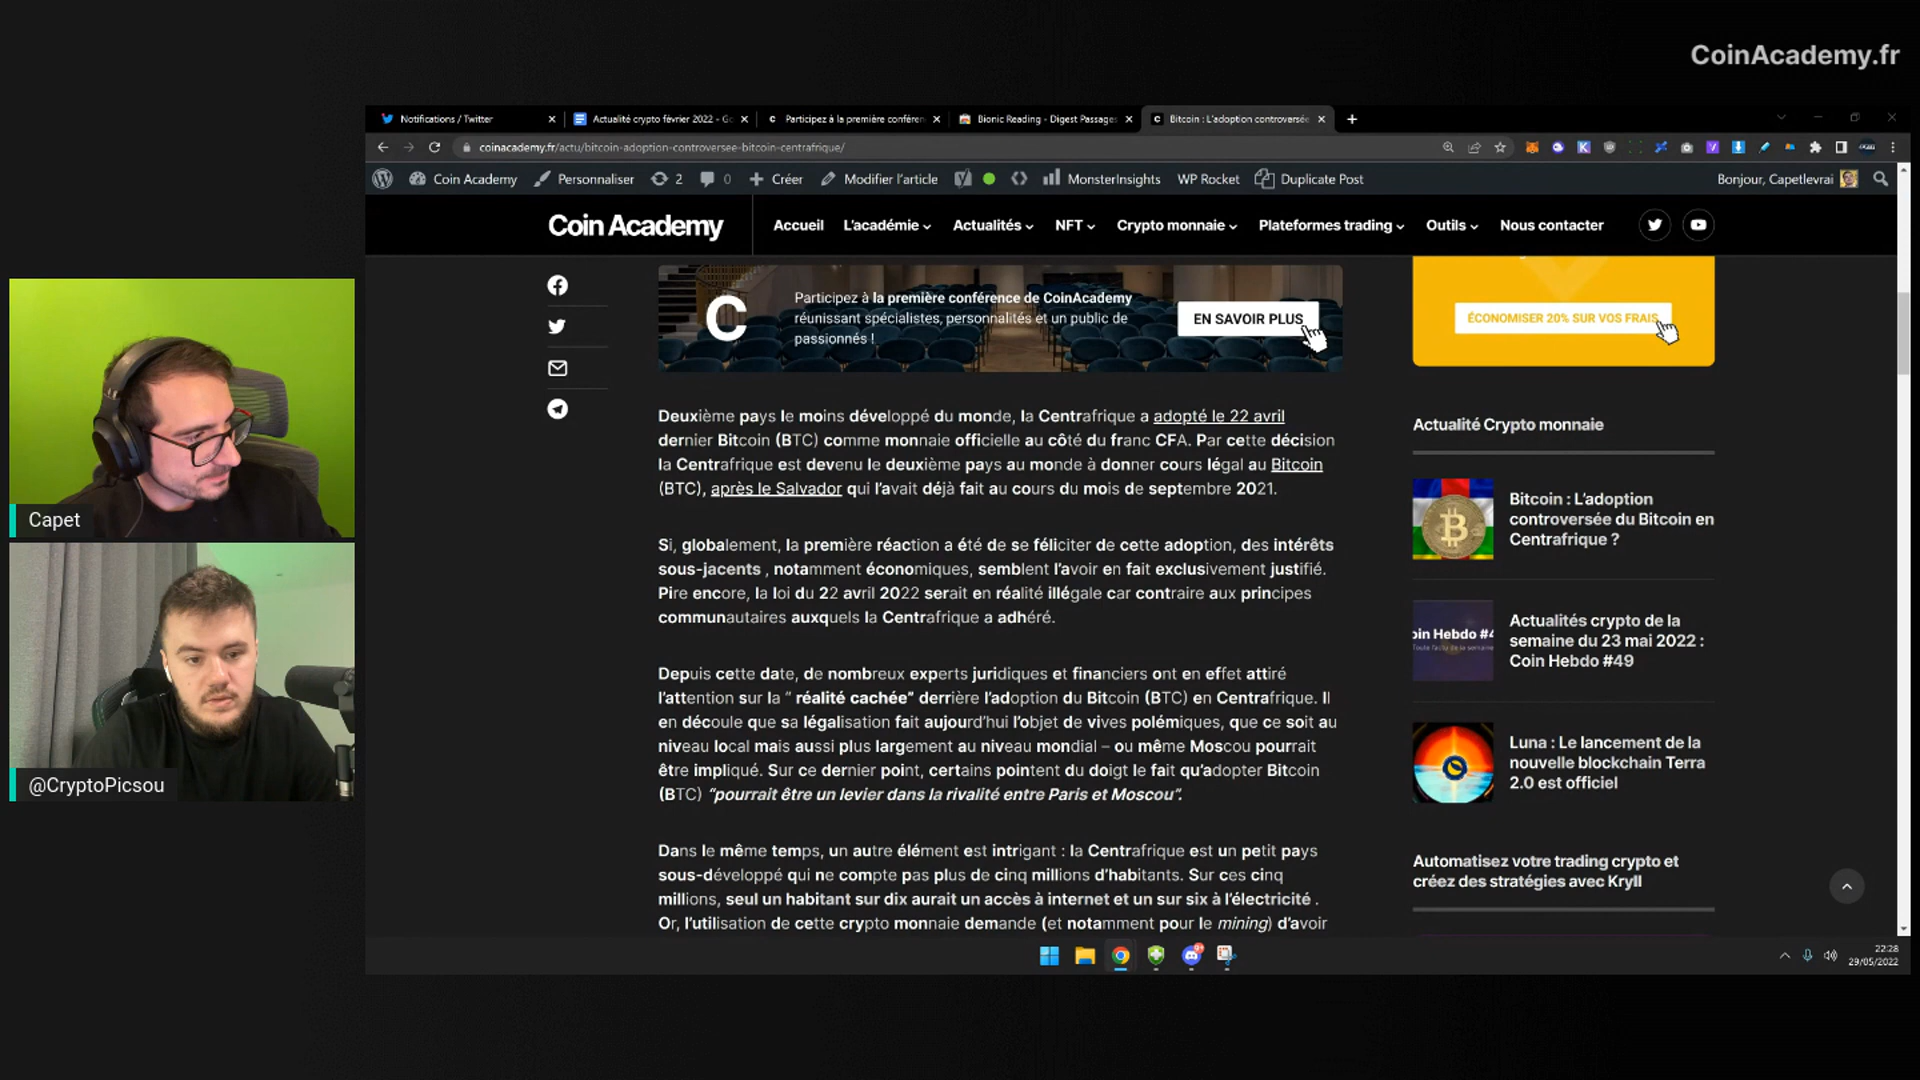 CoinAcademy.fr
Notifications / Twitter
Actualité crypto février 2022 - Go
Participez à la première conféren
Bionic Reading - Digest Passages
Bitcoin : L'adoption controversée
coinacademy.fr/actu/bitcoin-adoption-controversee-bitcoin-centrafrique/
Coin Academy
Personnaliser
2
0
Créer
Modifier l'article
MonsterInsights
WP Rocket
Duplicate Post
Bonjour, Capetlevrai
Coin Academy
Accueil
L'académie
Actualités
NFT
Crypto monnaie
Plateformes trading
Outils
Nous contacter
C
Participez à la première conférence de CoinAcademy
réunissant spécialistes, personnalités et un public de
passionnés !
EN SAVOIR PLUS
ÉCONOMISER 20% SUR VOS FRAIS
Deuxième pays le moins développé du monde, la Centrafrique a adopté le 22 avril
dernier Bitcoin (BTC) comme monnaie officielle au côté du franc CFA. Par cette décision
la Centrafrique est devenu le deuxième pays au monde à donner cours légal au Bitcoin
(BTC), après le Salvador qui l'avait déjà fait au cours du mois de septembre 2021.
Si, globalement, la première réaction a été de se féliciter de cette adoption, des intérêts
sous-jacents , notamment économiques, semblent l'avoir en fait exclusivement justifié.
Pire encore, la loi du 22 avril 2022 serait en réalité illégale car contraire aux principes
communautaires auxquels la Centrafrique a adhéré.
Depuis cette date, de nombreux experts juridiques et financiers ont en effet attiré
l'attention sur la “ réalité cachée” derrière l'adoption du Bitcoin (BTC) en Centrafrique. Il
en découle que sa légalisation fait aujourd'hui l'objet de vives polémiques, que ce soit au
niveau local mais aussi plus largement au niveau mondial – ou même Moscou pourrait
être impliqué. Sur ce dernier point, certains pointent du doigt le fait qu'adopter Bitcoin
(BTC) “pourrait être un levier dans la rivalité entre Paris et Moscou”.
Dans le même temps, un autre élément est intrigant : la Centrafrique est un petit pays
sous-développé qui ne compte pas plus de cinq millions d'habitants. Sur ces cinq
millions, seul un habitant sur dix aurait un accès à internet et un sur six à l'électricité .
Or, l'utilisation de cette crypto monnaie demande (et notamment pour le mining) d'avoir
Actualité Crypto monnaie
Bitcoin : L'adoption
controversée du Bitcoin en
Centrafrique ?
oin Hebdo #4
Actualités crypto de la
semaine du 23 mai 2022 :
Coin Hebdo #49
Luna : Le lancement de la
nouvelle blockchain Terra
2.0 est officiel
Automatisez votre trading crypto et
créez des stratégies avec Kryll
Capet
@CryptoPicsou
22:28
29/05/2022